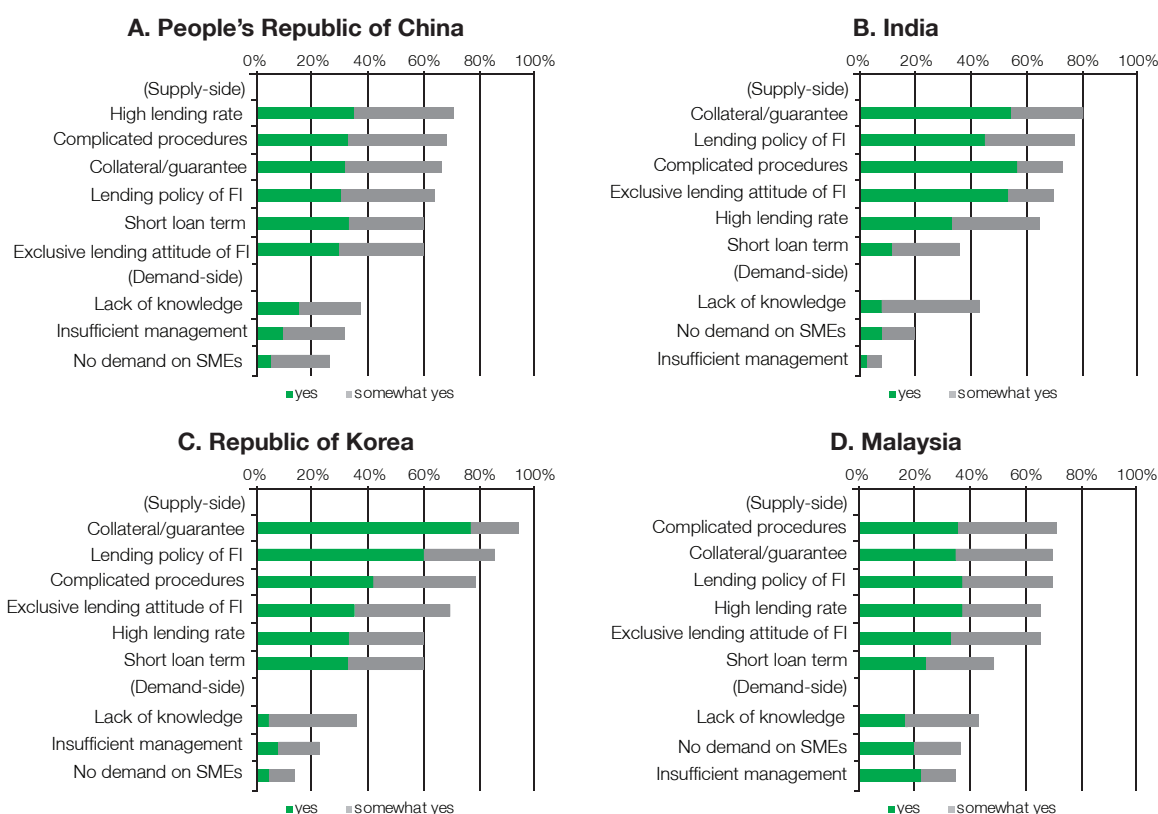 A. People's Republic of China
0% 20% 40% 60% 80% 100%
(Supply-side)
High lending rate
Complicated procedures
Collateral/guarantee
Lending policy of FI
Short loan term
Exclusive lending attitude of FI
(Demand-side)
Lack of knowledge
Insufficient management
No demand on SMEs
yes somewhat yes
B. India
0% 20% 40% 60% 80% 100%
(Supply-side)
Collateral/guarantee
Lending policy of FI
Complicated procedures
Exclusive lending attitude of FI
High lending rate
Short loan term
(Demand-side)
Lack of knowledge
No demand on SMEs
Insufficient management
yes somewhat yes
C. Republic of Korea
0% 20% 40% 60% 80% 100%
(Supply-side)
Collateral/guarantee
Lending policy of FI
Complicated procedures
Exclusive lending attitude of FI
High lending rate
Short loan term
(Demand-side)
Lack of knowledge
Insufficient management
No demand on SMEs
yes somewhat yes
D. Malaysia
0% 20% 40% 60% 80% 100%
(Supply-side)
Complicated procedures
Collateral/guarantee
Lending policy of FI
High lending rate
Exclusive lending attitude of FI
Short loan term
(Demand-side)
Lack of knowledge
No demand on SMEs
Insufficient management
yes somewhat yes